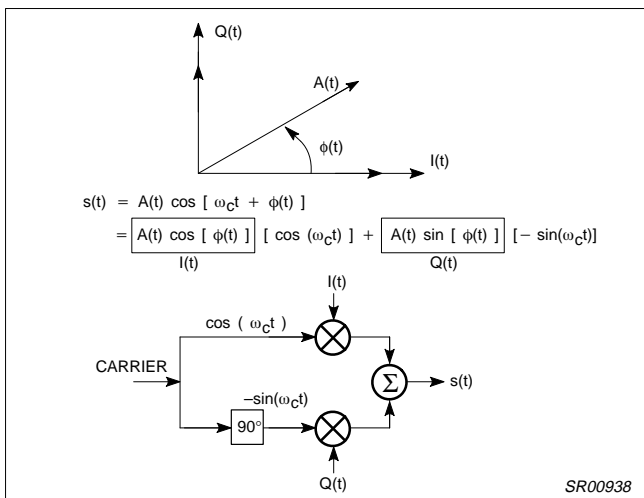 Q(t)
A(t)
ϕ(t)
I(t)
s(t) = A(t) cos [ ωct + ϕ(t) ]
= A(t) cos [ ϕ(t) ] [ cos (ωct) ] + A(t) sin [ ϕ(t) ] [– sin(ωct)]
I(t) Q(t)
I(t)
cos ( ωct )
CARRIER
Σ
s(t)
–sin(ωct)
90°
Q(t)
SR00938